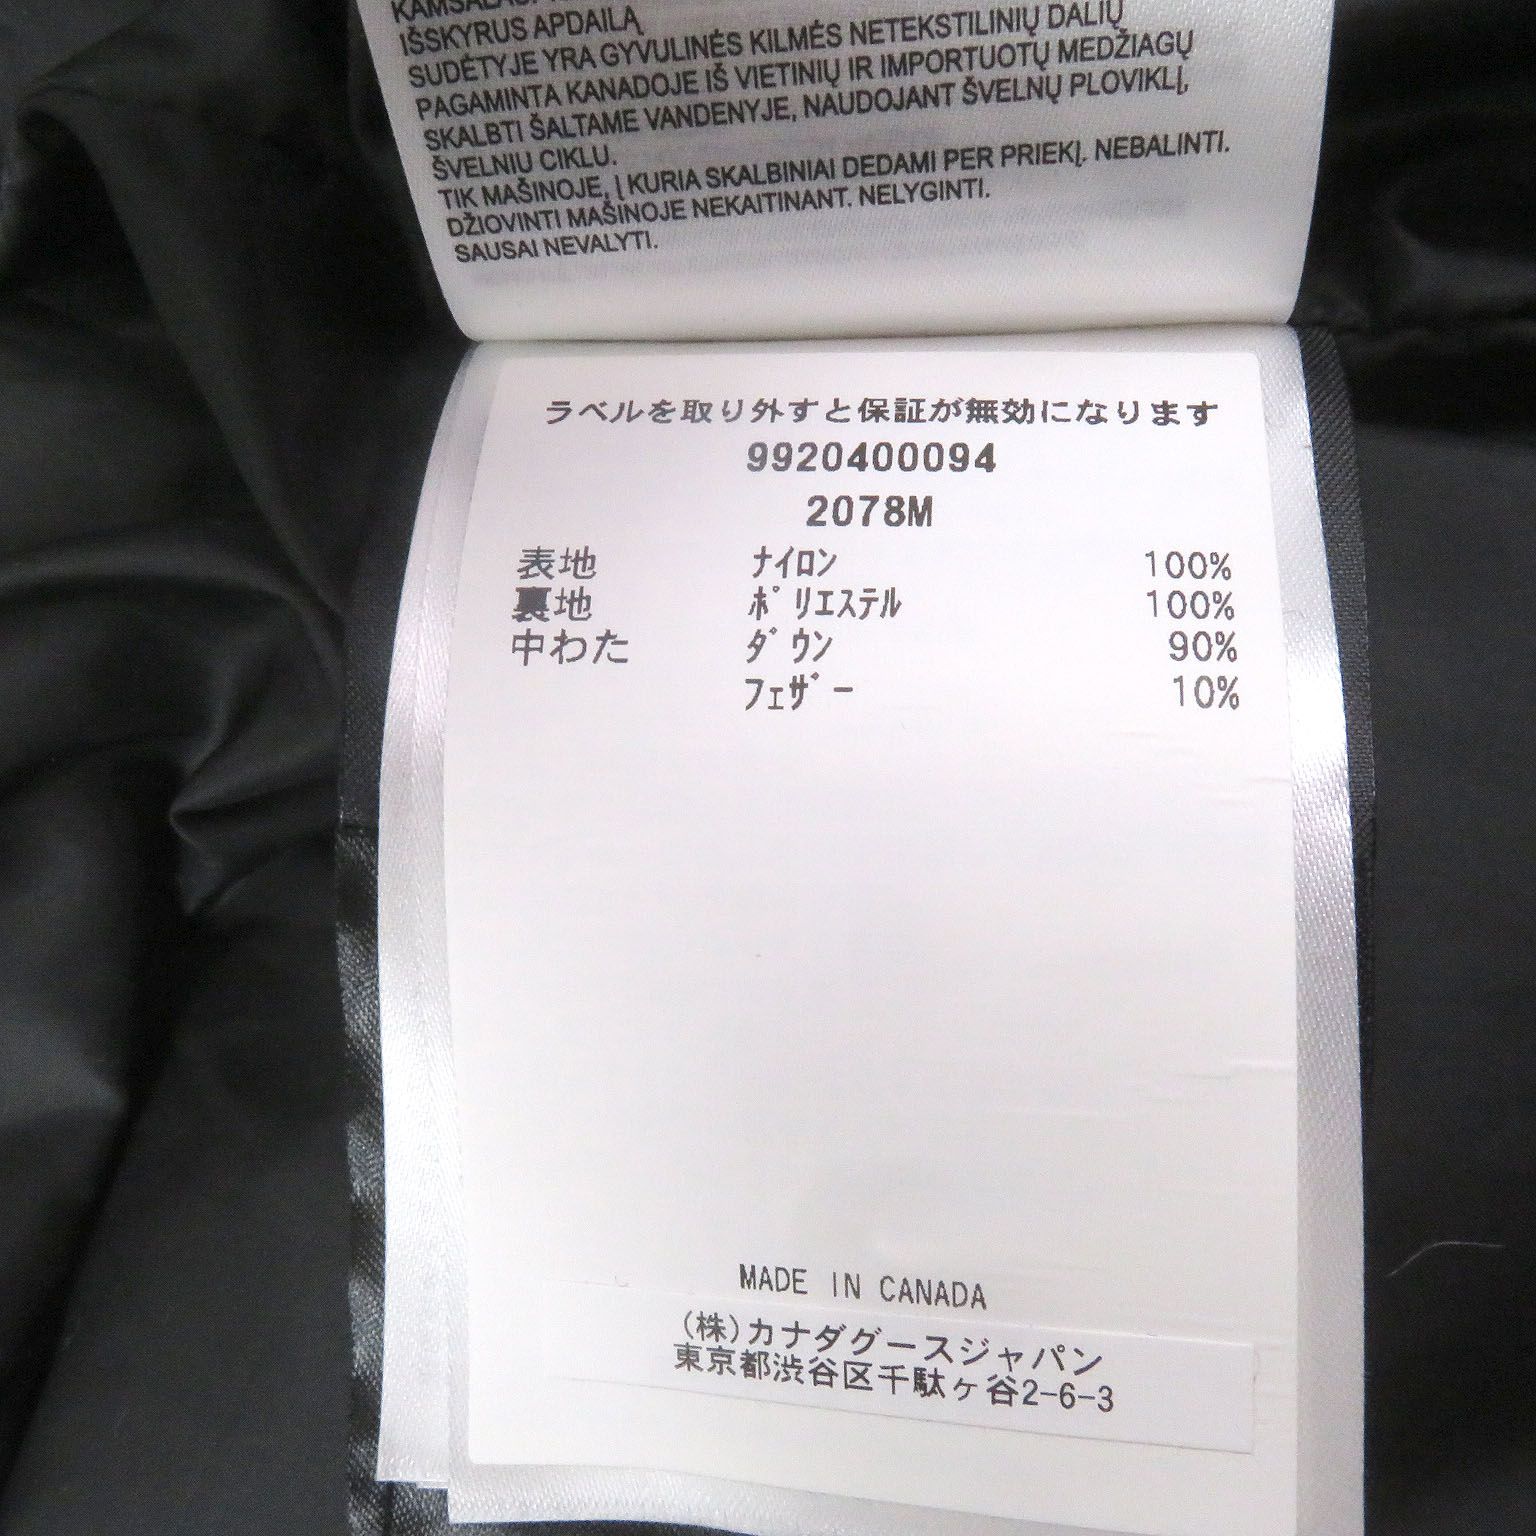 IŠSKYRUS APDAILĄ
SUDĖTYJE YRA GYVULINĖS KILMĖS NETEKSTILINIŲ DALIŲ
PAGAMINTA KANADOJE IŠ VIETINIŲ IR IMPORTUOTŲ MEDŽIAGŲ
SKALBTI ŠALTAME VANDENYJE, NAUDOJANT ŠVELNŲ PLOVIKLĮ,
ŠVELNIU CIKLU.
TIK MAŠINOJE, Į KURIA SKALBINIAI DEDAMI PER PRIEKĮ. NEBALINTI.
DŽIOVINTI MAŠINOJE NEKAITINANT. NELYGINTI.
SAUSAI NEVALYTI.
ラベルを取り外すと保証が無効になります
9920400094
2078M
表地 ナイロン 100%
裏地 ポリエステル 100%
中わた ダウン 90%
フェザー 10%
MADE IN CANADA
(株)カナダグースジャパン
東京都渋谷区千駄ヶ谷2-6-3